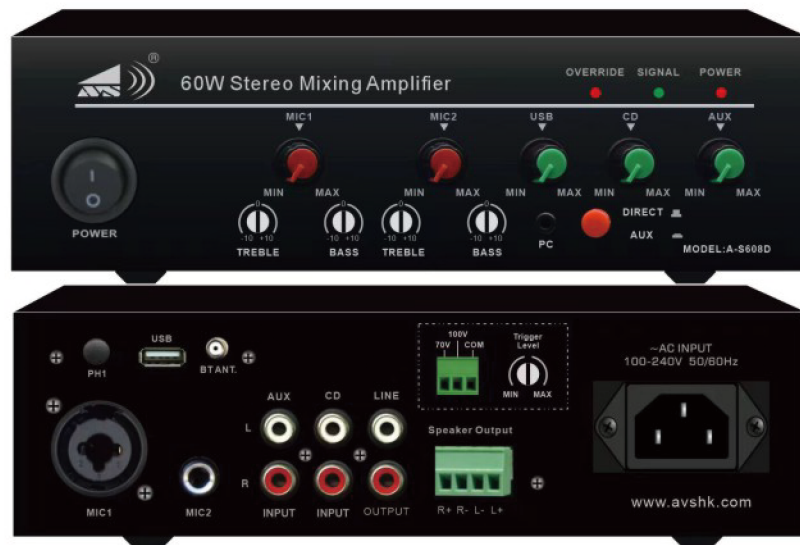 AVS ®
60W Stereo Mixing Amplifier
OVERRIDE SIGNAL POWER
MIC1 MIC2 USB CD AUX
MIN MAX MIN MAX MIN MAX MIN MAX MIN MAX
I
O
POWER
0 0 0 0
-10 +10 -10 +10 -10 +10 -10 +10
TREBLE BASS TREBLE BASS
PC
DIRECT
AUX
MODEL:A-S608D
PH1
USB
BT ANT.
100V
70V COM
Trigger
Level
MIN MAX
~AC INPUT
100-240V 50/60Hz
AUX CD LINE
L
R
INPUT INPUT OUTPUT
MIC1
MIC2
Speaker Output
R+ R- L- L+
www.avshk.com